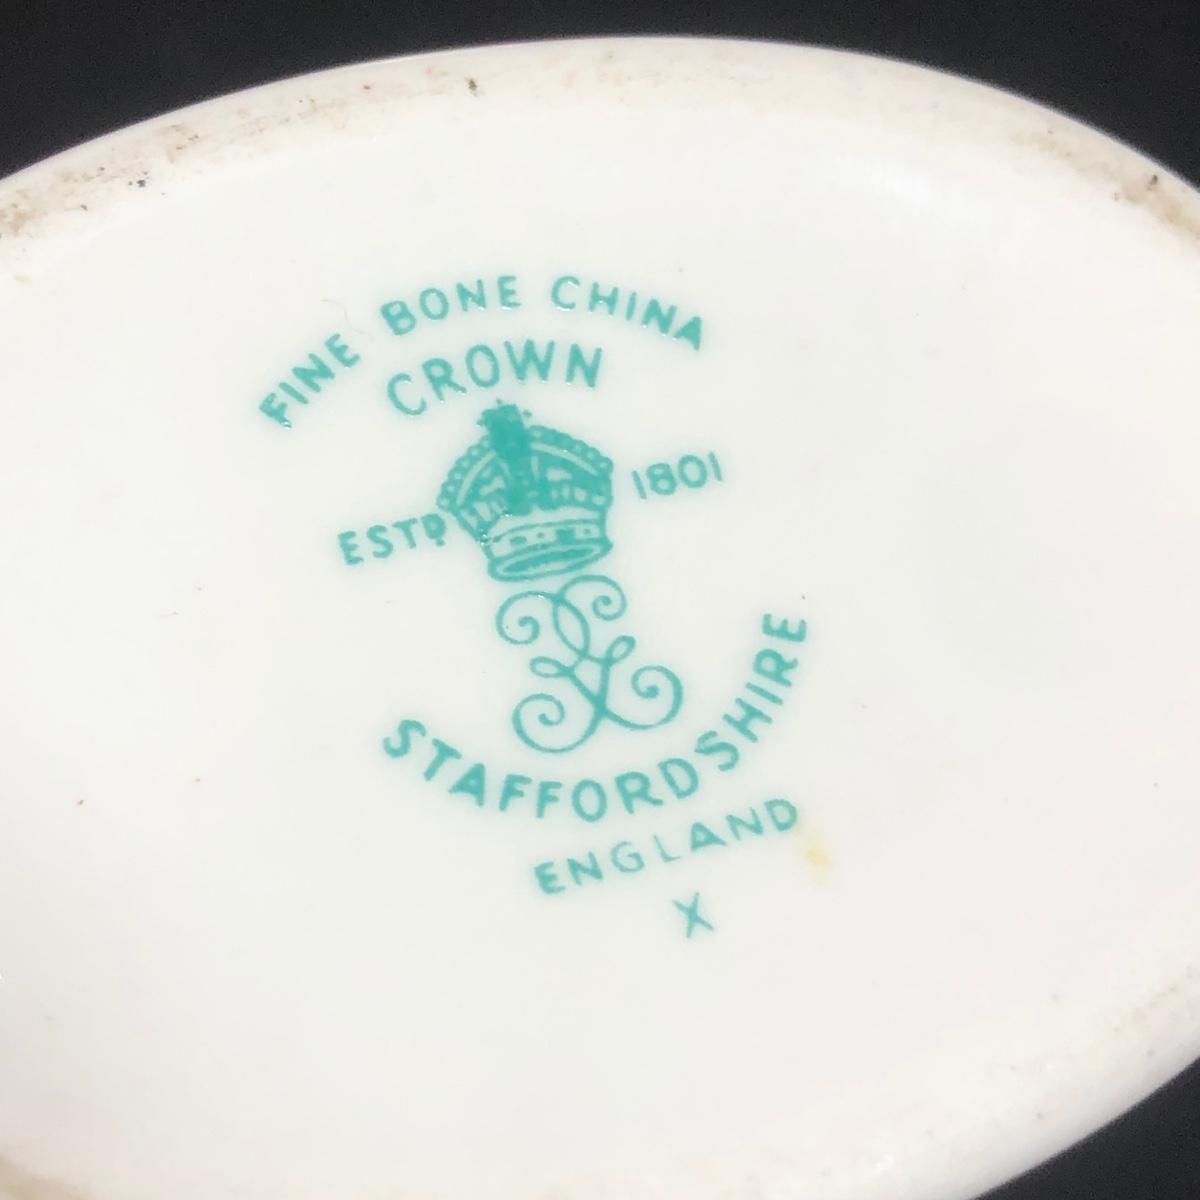 FINE BONE CHINA
CROWN
ESTD 1801
STAFFORDSHIRE
ENGLAND
X